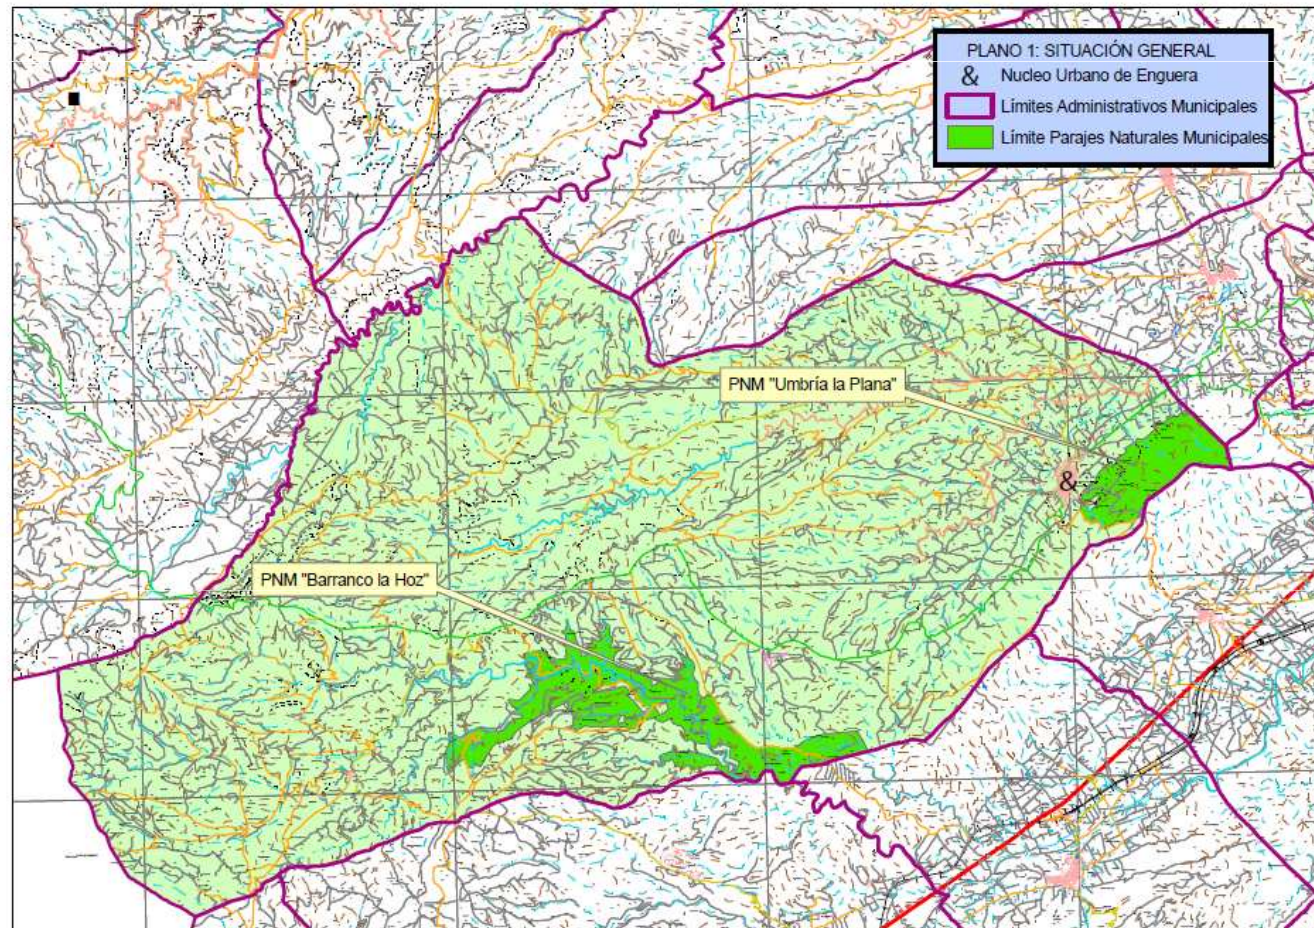 PLANO 1: SITUACIÓN GENERAL
& Nucleo Urbano de Enguera
Límites Administrativos Municipales
Límite Parajes Naturales Municipales
PNM "Umbría la Plana"
&
PNM "Barranco la Hoz"